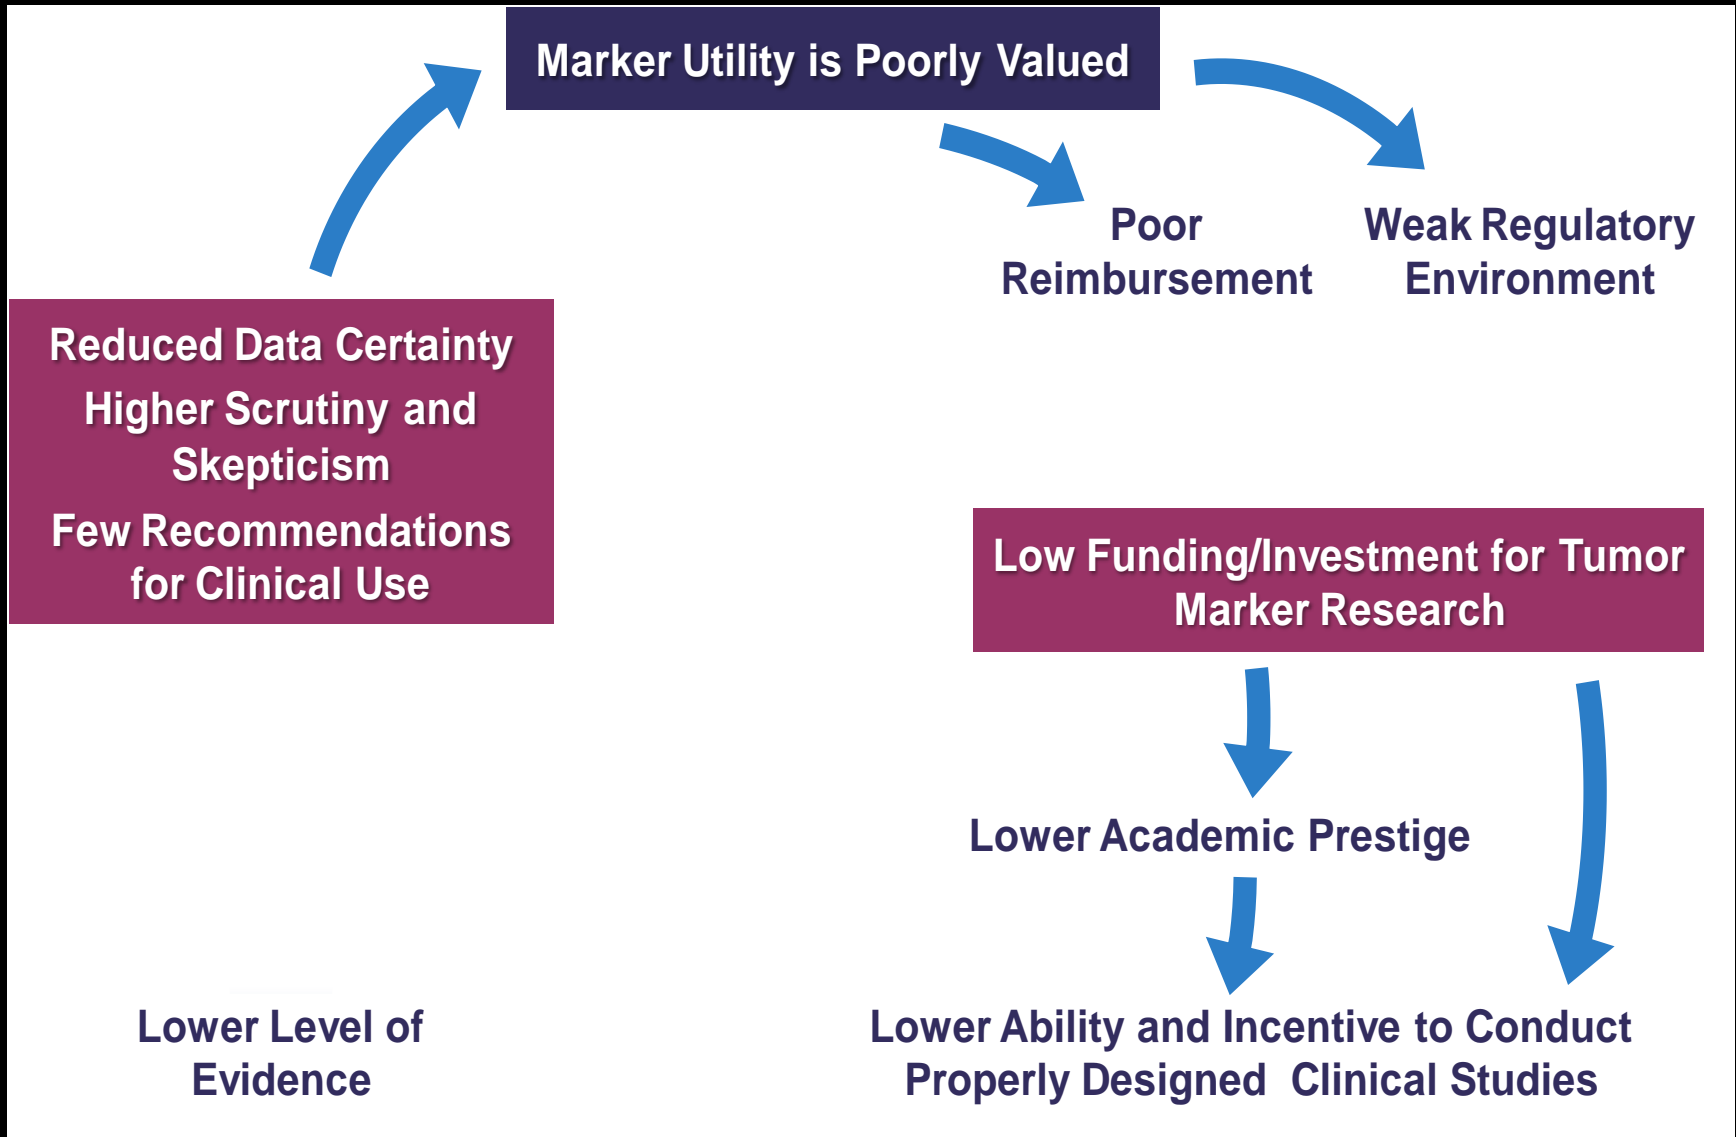 Marker Utility is Poorly Valued
Poor
Reimbursement
Weak Regulatory
Environment
Reduced Data Certainty
Higher Scrutiny and
Skepticism
Few Recommendations
for Clinical Use
Low Funding/Investment for Tumor
Marker Research
Lower Academic Prestige
Lower Level of
Evidence
Lower Ability and Incentive to Conduct
Properly Designed  Clinical Studies